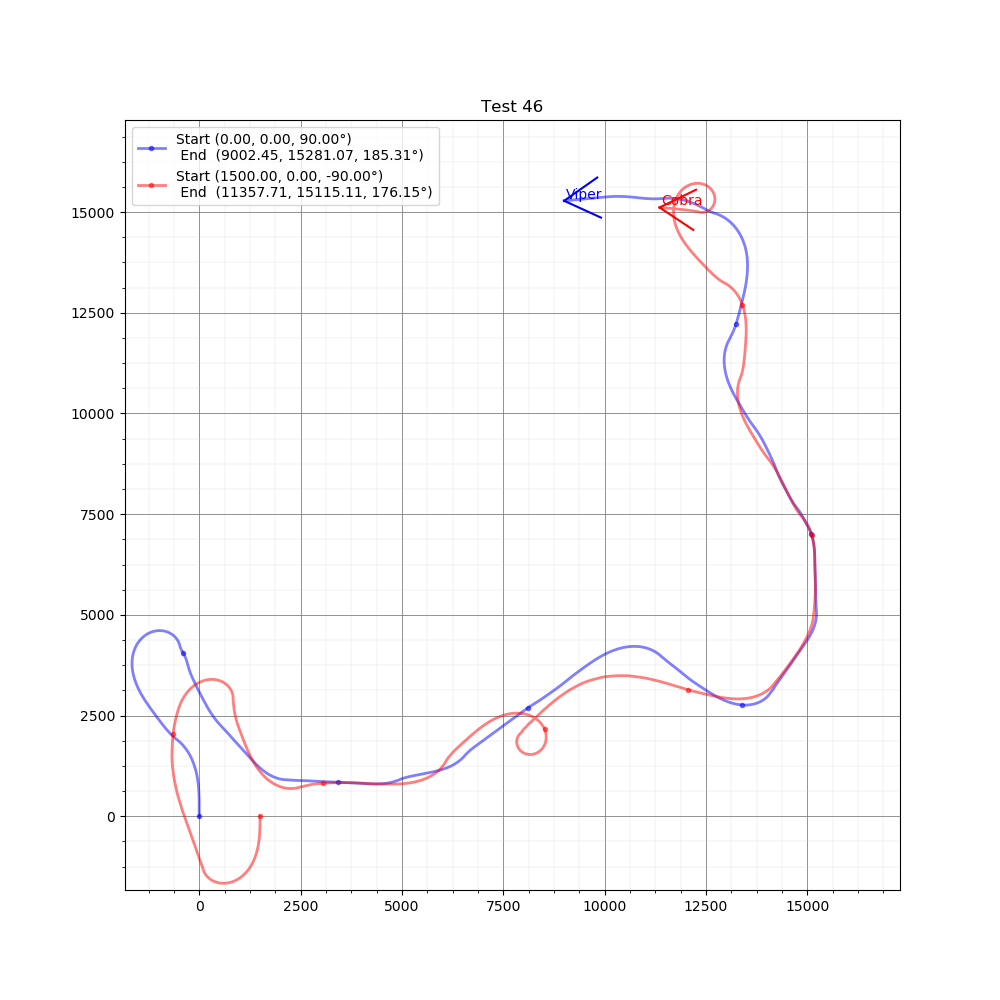 Test 46
Start (0.00, 0.00, 90.00°)
End (9002.45, 15281.07, 185.31°)
Start (1500.00, 0.00, -90.00°)
End (11357.71, 15115.11, 176.15°)
Viper
Cobra
15000
12500
10000
7500
5000
2500
0
0 2500 5000 7500 10000 12500 15000